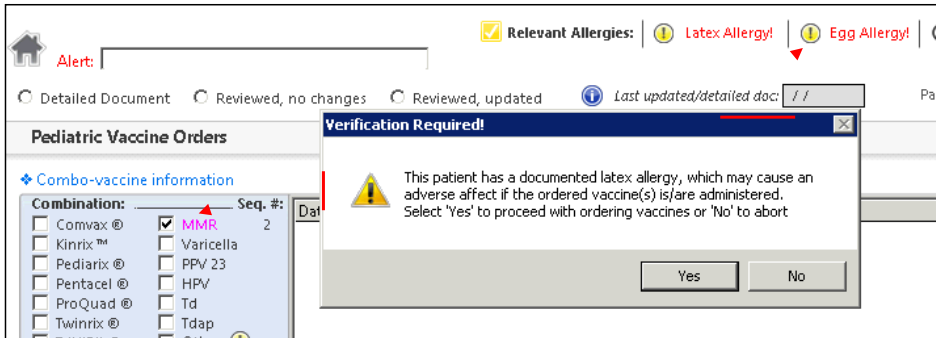 Relevant Allergies: Latex Allergy! Egg Allergy!
Alert:
Detailed Document Reviewed, no changes Reviewed, updated Last updated/detailed doc: / / Pa
Pediatric Vaccine Orders
Verification Required!
Combo-vaccine information
This patient has a documented latex allergy, which may cause an
adverse affect if the ordered vaccine(s) is/are administered.
Select 'Yes' to proceed with ordering vaccines or 'No' to abort
Yes No
Combination: Seq. #: Dat
Comvax ® MMR 2
Kinrix ™ Varicella
Pediarix ® PPV 23
Pentacel ® HPV
ProQuad ® Td
Twinrix ® Tdap